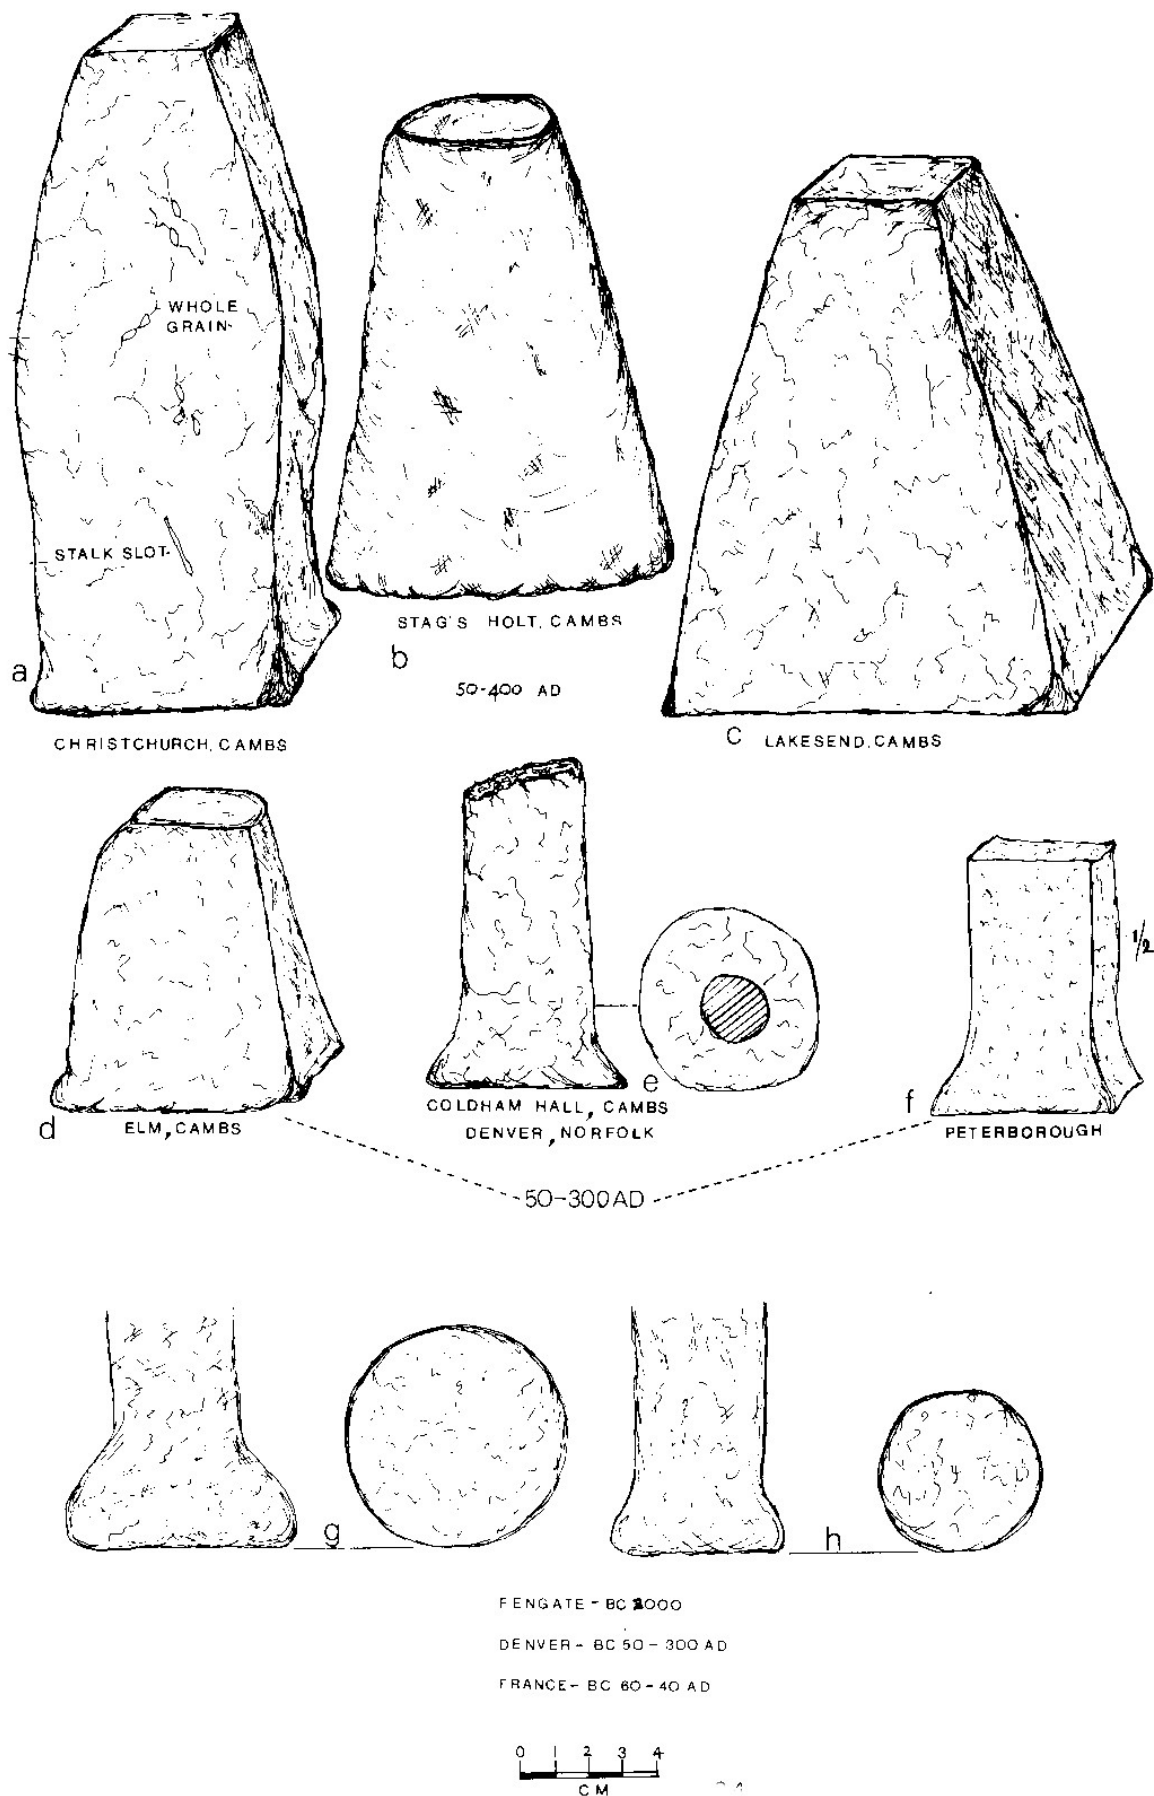 WHOLE
GRAIN
STALK SLOT
a
CHRISTCHURCH, CAMBS
STAG'S HOLT, CAMBS
b
50-400 AD
c LAKESEND, CAMBS
d
ELM, CAMBS
e
COLDHAM HALL, CAMBS
DENVER, NORFOLK
1/2
f
PETERBOROUGH
50-300AD
g
h
FENGATE - BC
DENVER - BC 50 - 300 AD
FRANCE - BC 60 - 40 AD
0 1 2 3 4
CM